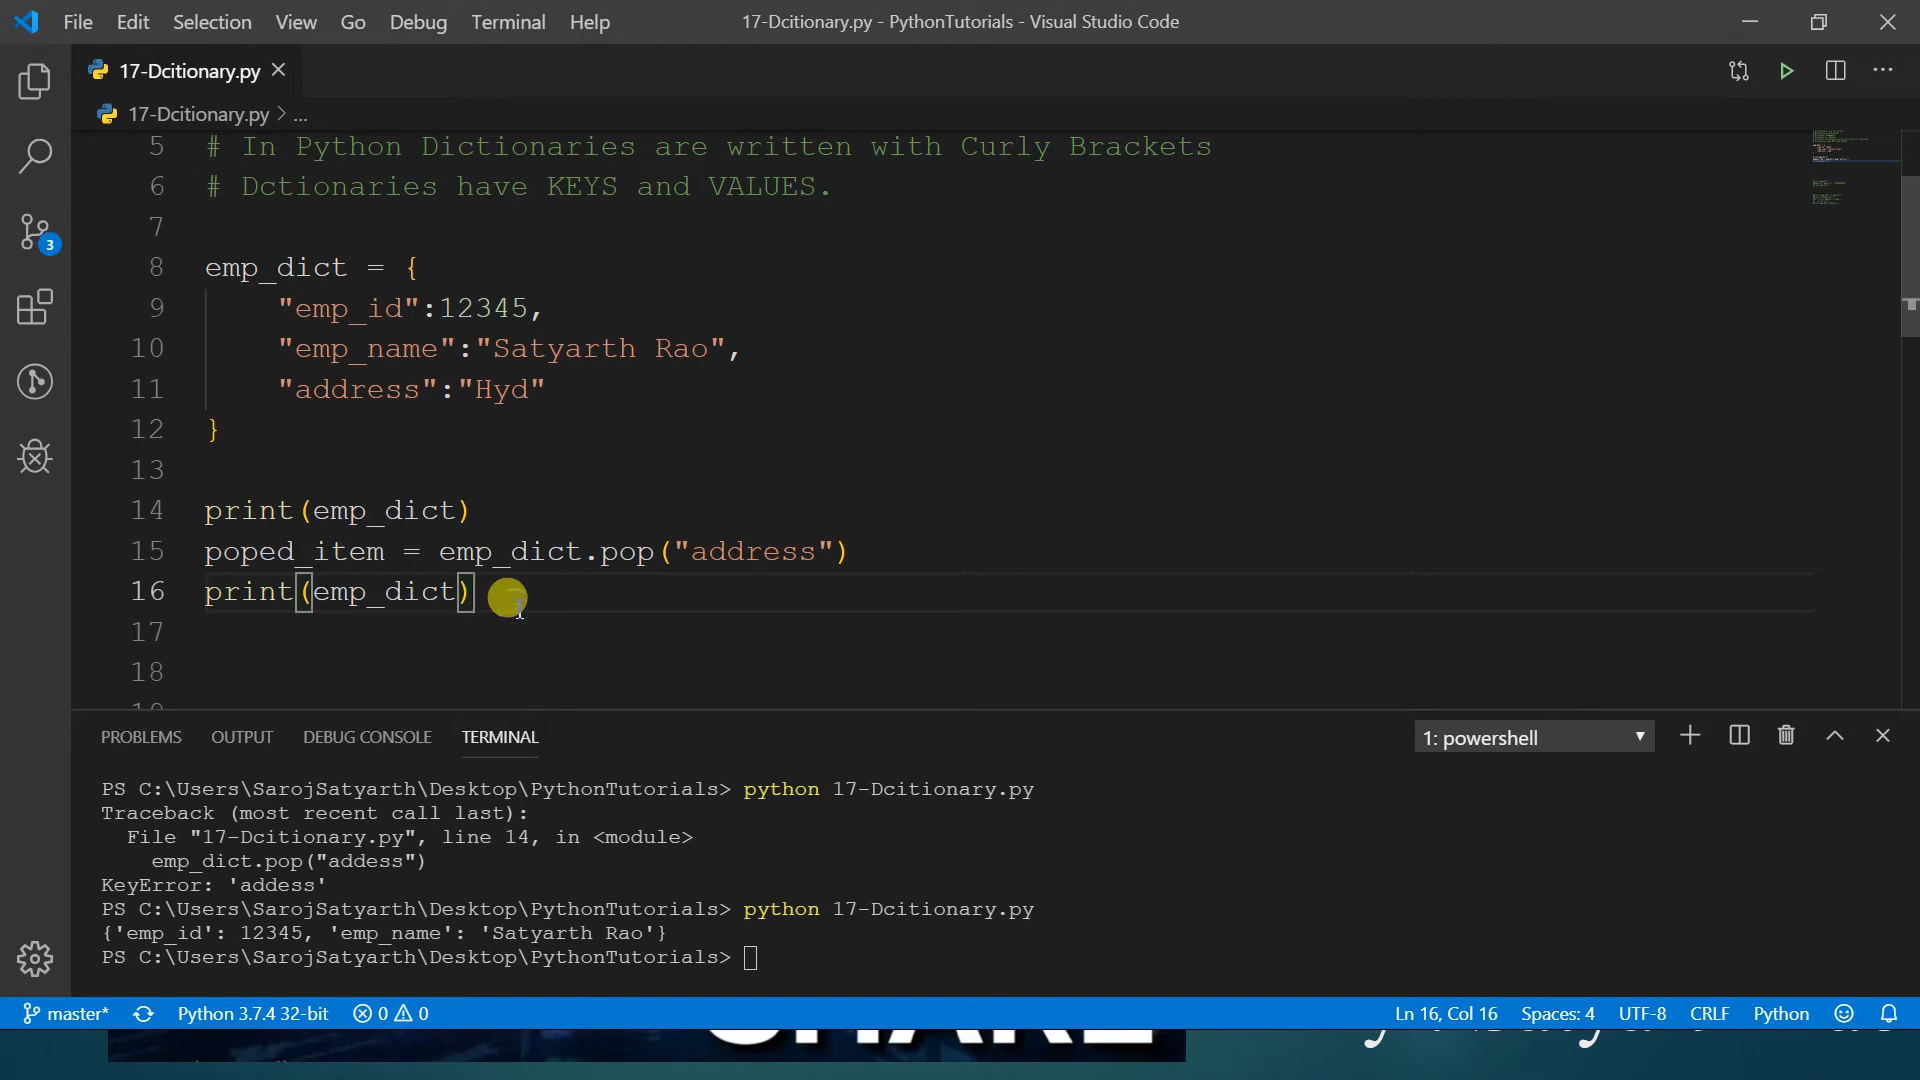 File Edit Selection View Go Debug Terminal Help 17-Dcitionary.py - PythonTutorials - Visual Studio Code
17-Dcitionary.py
17-Dcitionary.py > ...
5 # In Python Dictionaries are written with Curly Brackets
6 # Dctionaries have KEYS and VALUES.
7
8 emp_dict = {
9 "emp_id":12345,
10 "emp_name":"Satyarth Rao",
11 "address":"Hyd"
12 }
13
14 print(emp_dict)
15 poped_item = emp_dict.pop("address")
16 print(emp_dict)
17
18
3
PROBLEMS OUTPUT DEBUG CONSOLE TERMINAL 1: powershell
PS C:\Users\SarojSatyarth\Desktop\PythonTutorials> python 17-Dcitionary.py
Traceback (most recent call last):
File "17-Dcitionary.py", line 14, in <module>
emp_dict.pop("addess")
KeyError: 'addess'
PS C:\Users\SarojSatyarth\Desktop\PythonTutorials> python 17-Dcitionary.py
{'emp_id': 12345, 'emp_name': 'Satyarth Rao'}
PS C:\Users\SarojSatyarth\Desktop\PythonTutorials>
master* Python 3.7.4 32-bit 0 0 Ln 16, Col 16 Spaces: 4 UTF-8 CRLF Python